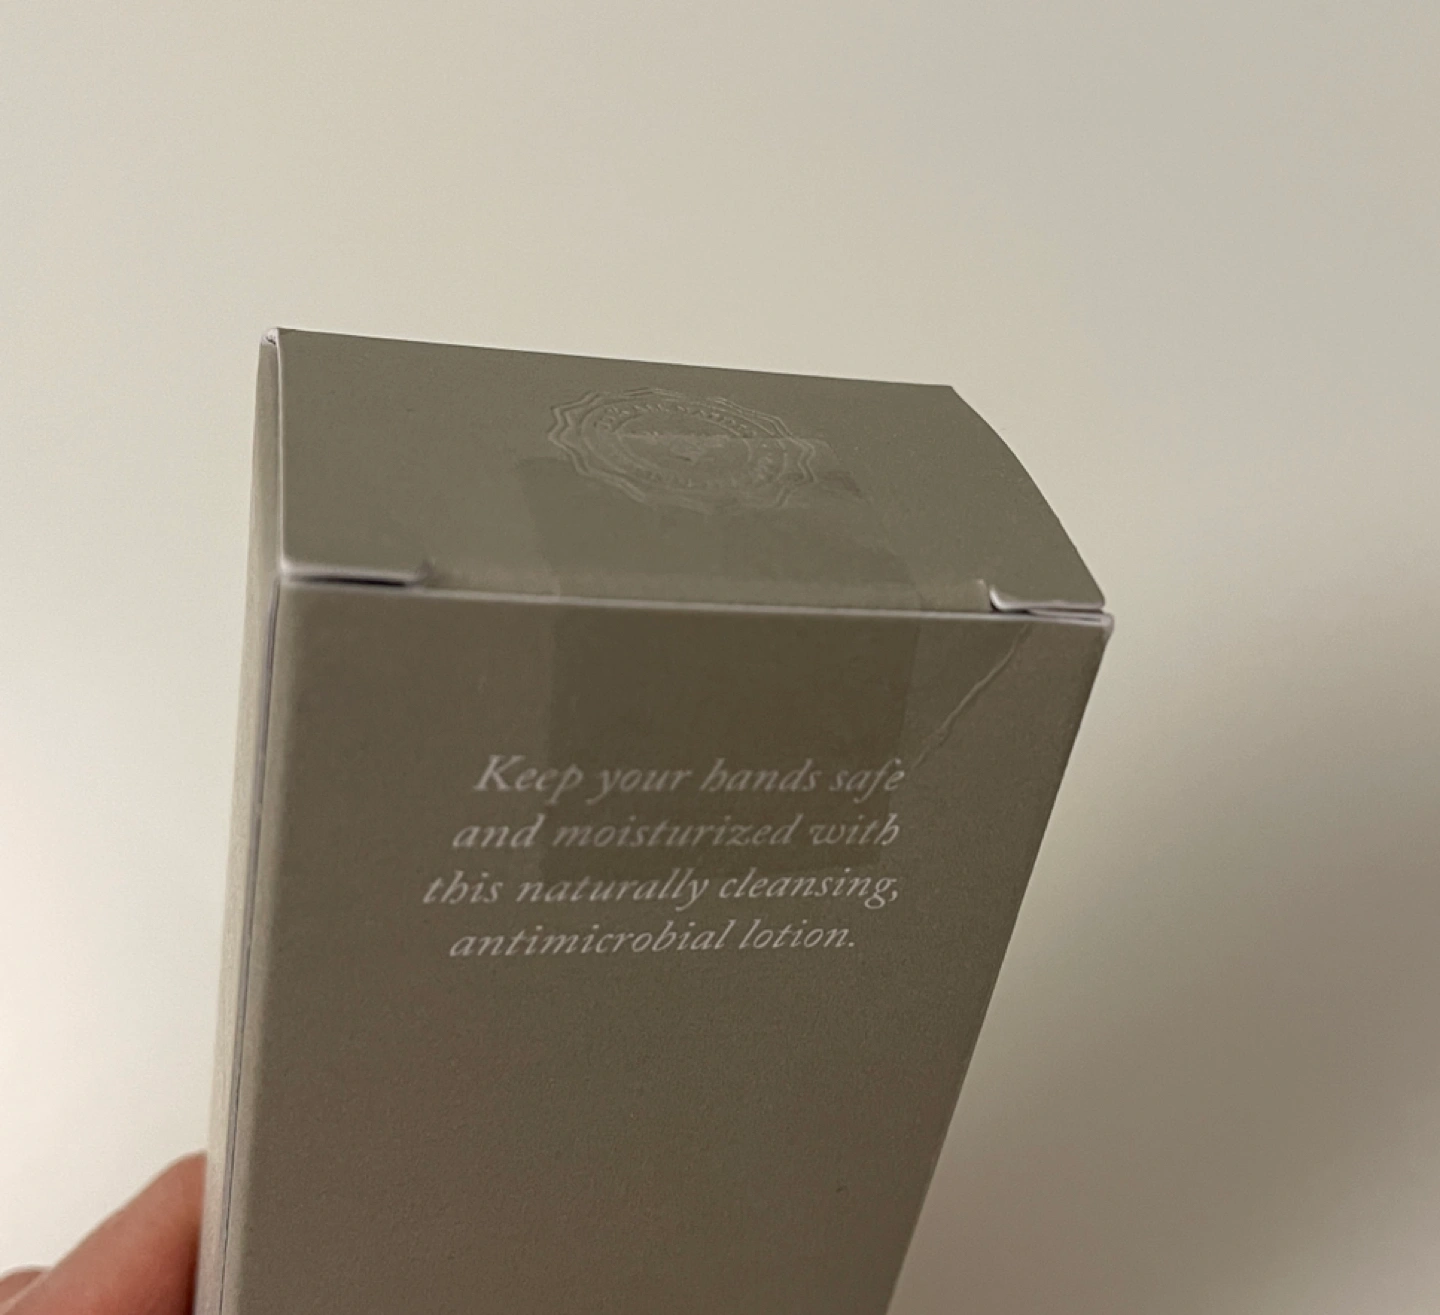 Keep your hands safe
and moisturized with
this naturally cleansing,
antimicrobial lotion.